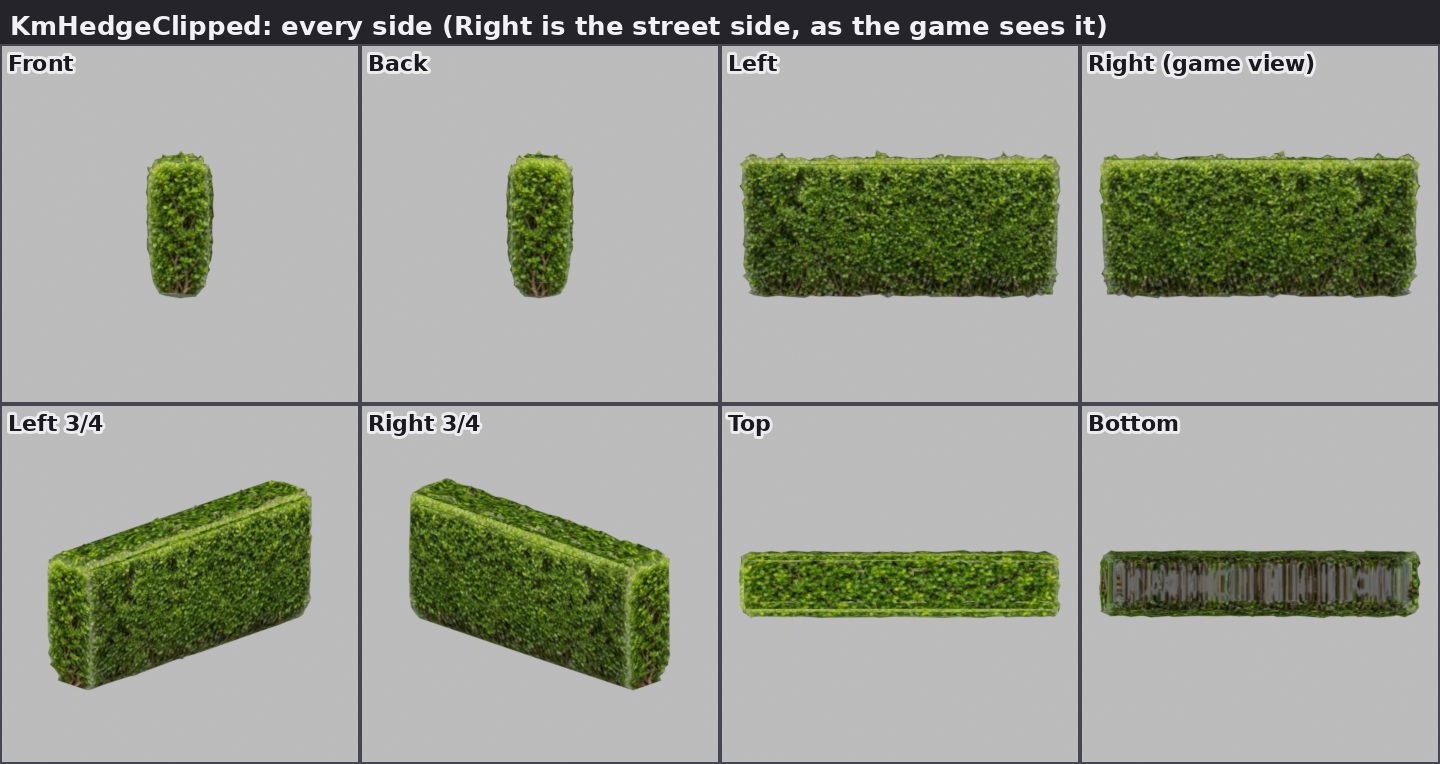 KmHedgeClipped: every side (Right is the street side, as the game sees it)
Front
Back
Left
Right (game view)
Left 3/4
Right 3/4
Top
Bottom